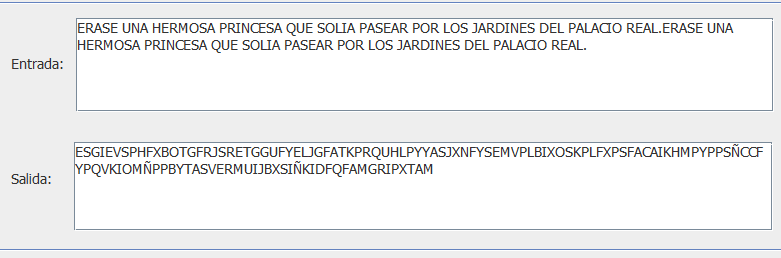 Entrada:
ERASE UNA HERMOSA PRINCESA QUE SOLIA PASEAR POR LOS JARDINES DEL PALACIO REAL.ERASE UNA
HERMOSA PRINCESA QUE SOLIA PASEAR POR LOS JARDINES DEL PALACIO REAL.
Salida:
ESGIEVSPHFXBOTGFRJSRETGGUFYELJGFATKPRQUHLPYYASJXNFYSEMVPLBIXOSKPLFXPSFACAIKHMPYPPSÑCCF
YPQVKIOMÑPPBYTASVERMUIJBXSIÑKIDFQFAMGRIPXTAM